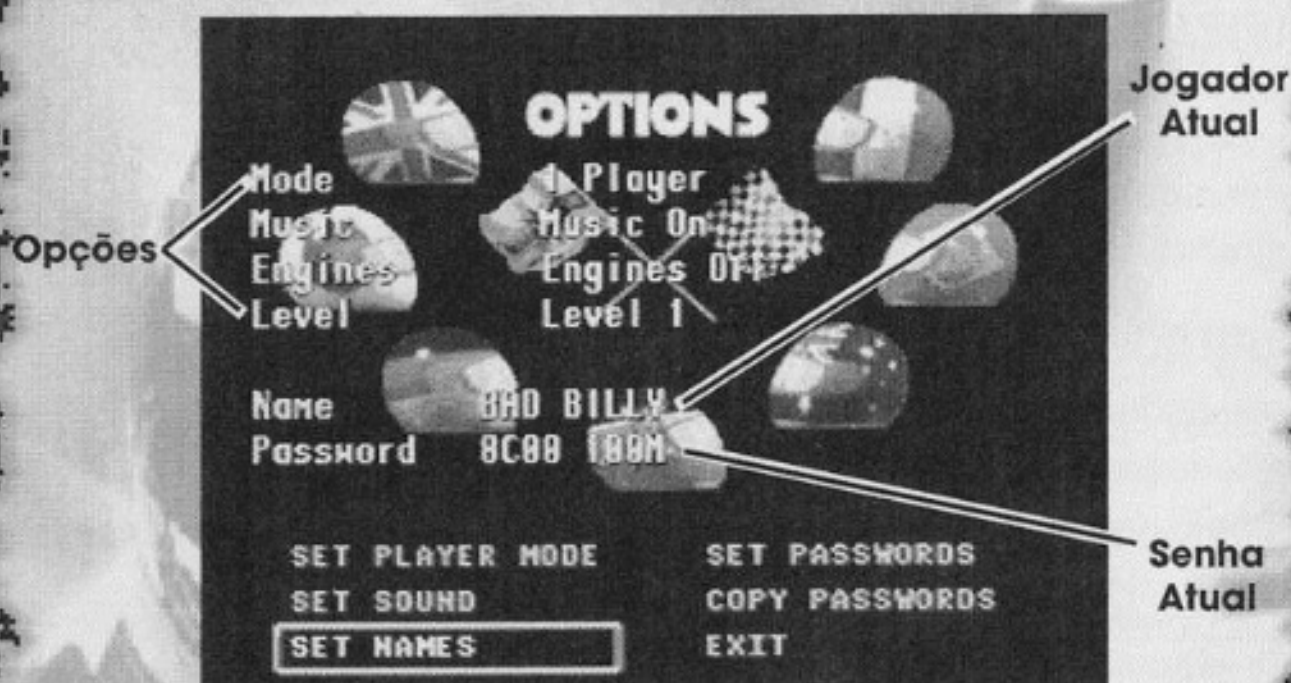 OPTIONS
Jogador
Atual
Mode 1 Player
Music Music On
Opções
Engines Engines Off
Level Level 1
Name BAD BILLY
Password 8C00 100M
SET PLAYER MODE SET PASSWORDS
Senha
Atual
SET SOUND COPY PASSWORDS
SET NAMES EXIT